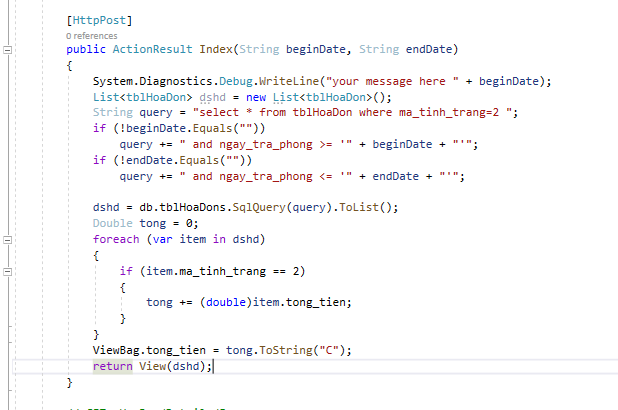 [HttpPost]
0 references
public ActionResult Index(String beginDate, String endDate)
{
System.Diagnostics.Debug.WriteLine("your message here " + beginDate);
List<tblHoaDon> dshd = new List<tblHoaDon>();
String query = "select * from tblHoaDon where ma_tinh_trang=2 ";
if (!beginDate.Equals(""))
query += " and ngay_tra_phong >= '" + beginDate + "'";
if (!endDate.Equals(""))
query += " and ngay_tra_phong <= '" + endDate + "'";
dshd = db.tblHoaDons.SqlQuery(query).ToList();
Double tong = 0;
foreach (var item in dshd)
{
if (item.ma_tinh_trang == 2)
{
tong += (double)item.tong_tien;
}
}
ViewBag.tong_tien = tong.ToString("C");
return View(dshd);
}